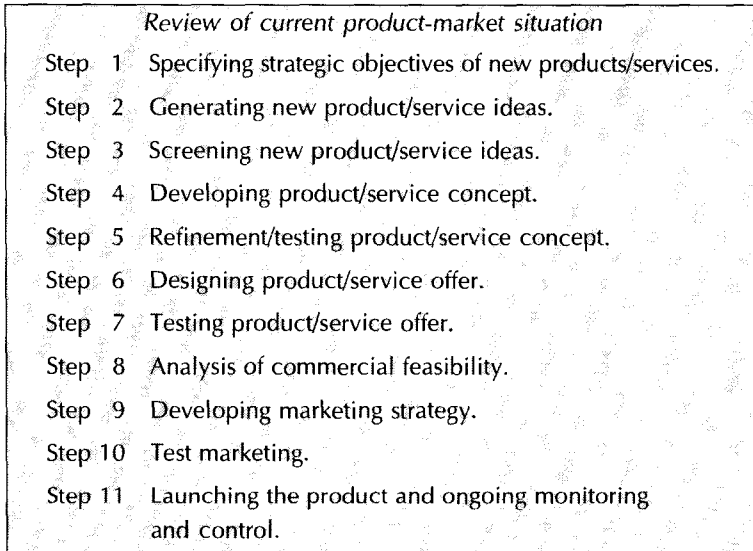 Review of current product-market situation
Step 1 Specifying strategic objectives of new products/services.
Step 2 Generating new product/service ideas.
Step 3 Screening new product/service ideas.
Step 4 Developing product/service concept.
Step 5 Refinement/testing product/service concept.
Step 6 Designing product/service offer.
Step 7 Testing product/service offer.
Step 8 Analysis of commercial feasibility.
Step 9 Developing marketing strategy.
Step 10 Test marketing.
Step 11 Launching the product and ongoing monitoring
and control.